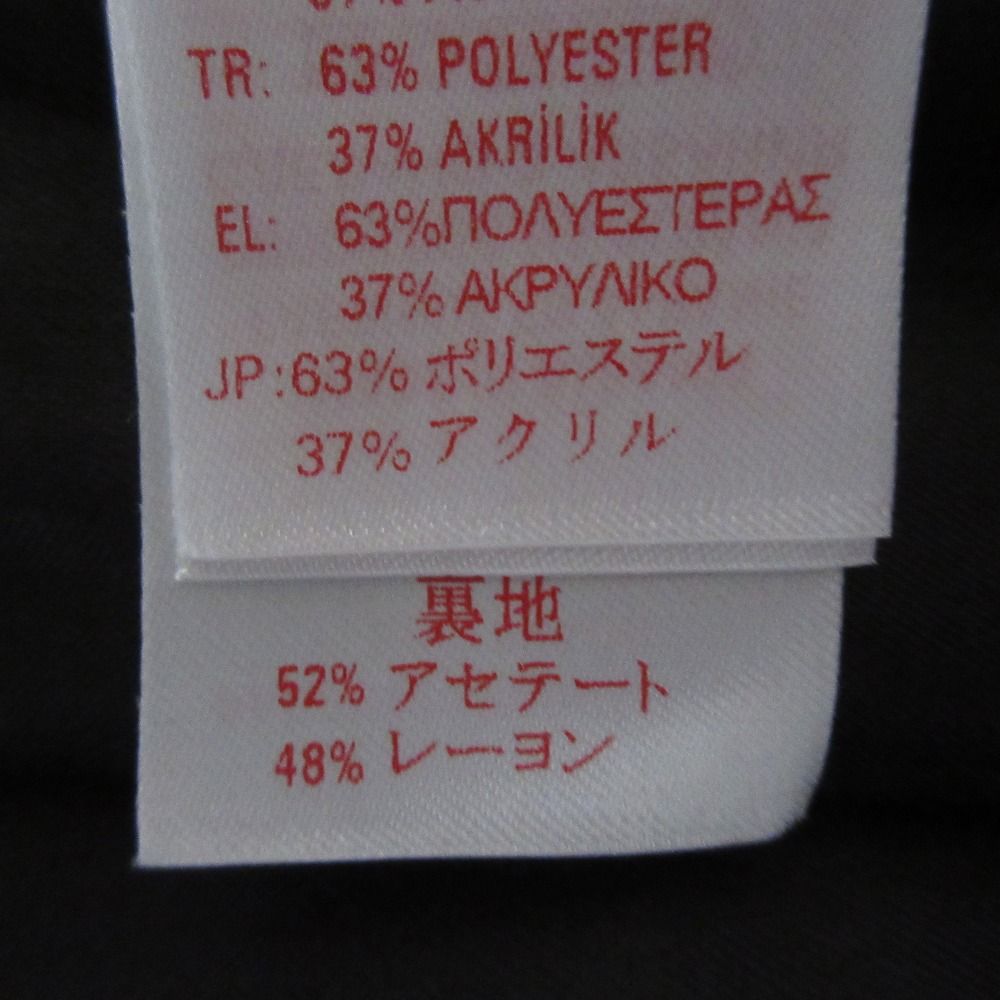 TR: 63% POLYESTER
37% AKRİLİK
EL: 63%ΠΟΛΥΕΣΤΕΡΑΣ
37% ΑΚΡΥΛΙΚΟ
JP:63% ポリエステル
37% アクリル
裏地
52% アセテート
48% レーヨン